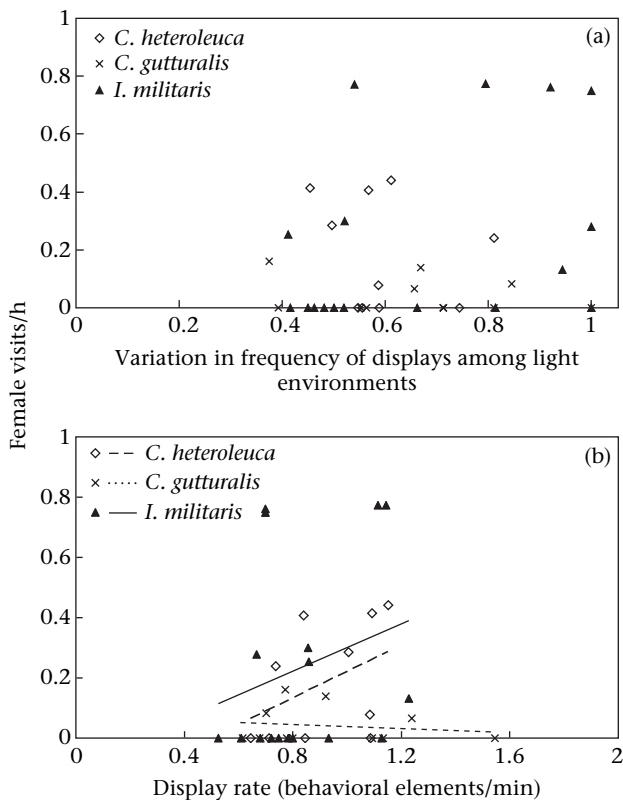 Female visits/h
1
0.8
0.6
0.4
0.2
0
(a)
C. heteroleuca
C. gutturalis
I. militaris
0 0.2 0.4 0.6 0.8 1
Variation in frequency of displays among light
environments
1
0.8
0.6
0.4
0.2
0
(b)
C. heteroleuca
C. gutturalis
I. militaris
0 0.4 0.8 1.2 1.6 2
Display rate (behavioral elements/min)